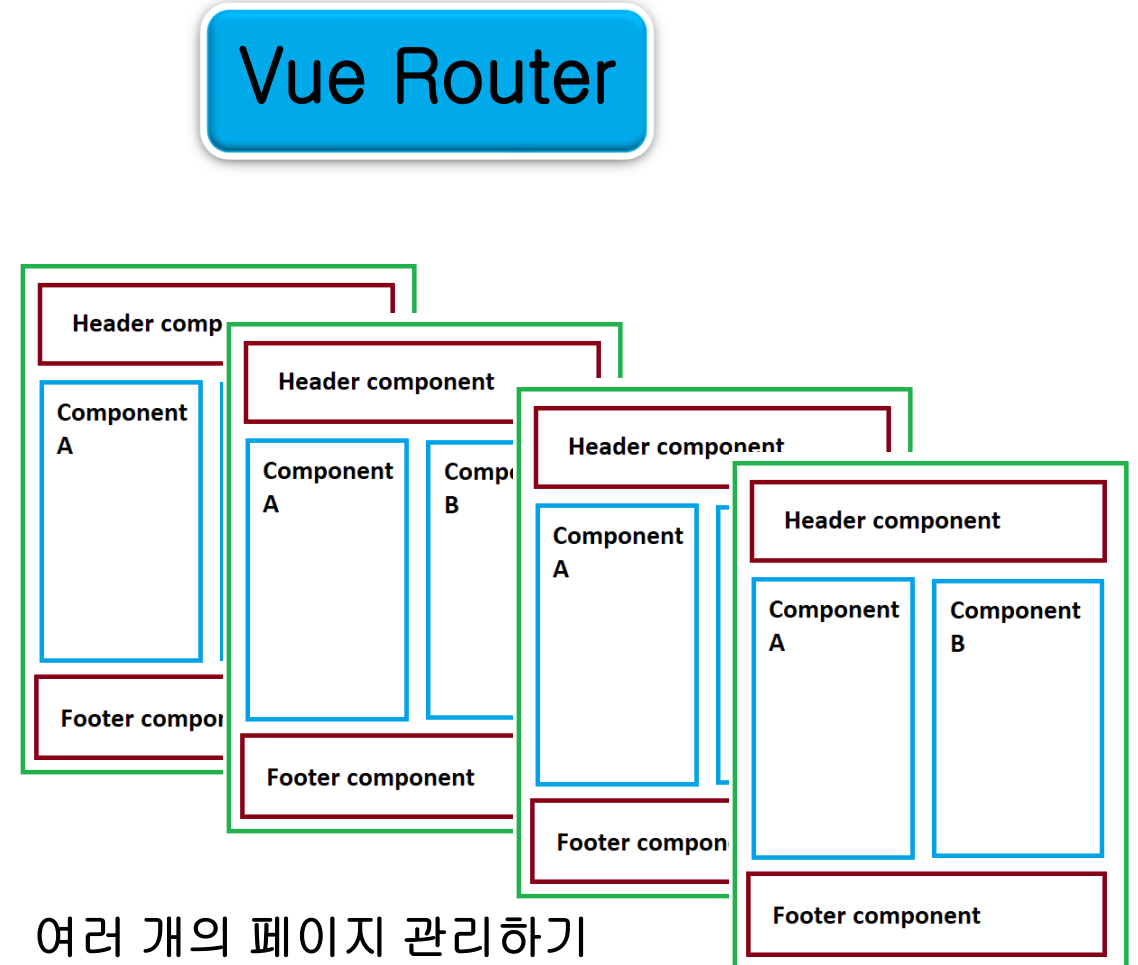 Vue Router
Header comp
Component
A
Footer compon
Header component
Component
A
Compo
B
Footer component
Header component
Component
A
Footer compon
Header component
Component
A
Component
B
Footer component
여러 개의 페이지 관리하기